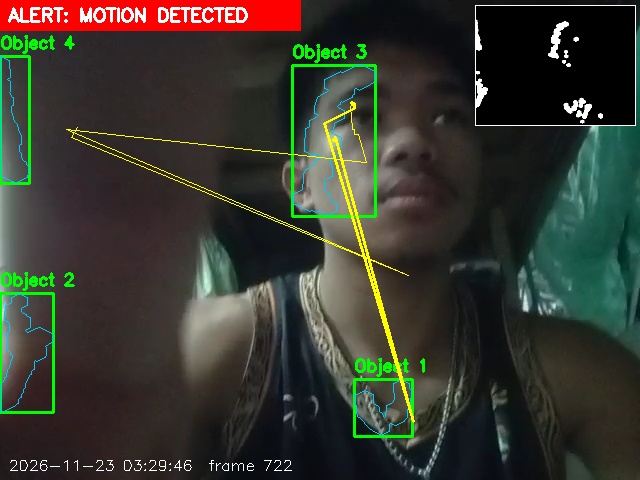 ALERT: MOTION DETECTED
Object 4
Object 3
Object 2
Object 1
2026-11-23 03:29:46 frame 722